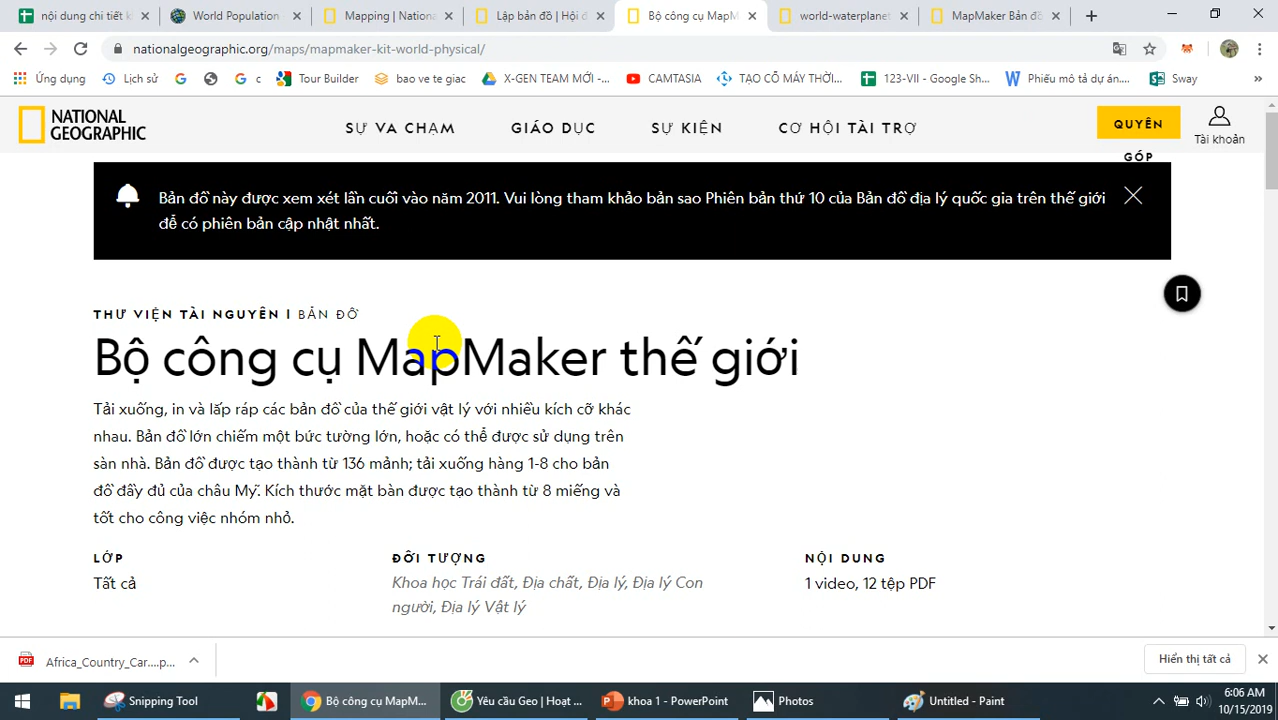 nội dung chi tiết k
World Population
Mapping | Nationa
Lập bản đồ | Hội đ
Bộ công cụ MapM
world-waterplanet
MapMaker Bản đồ
nationalgeographic.org/maps/mapmaker-kit-world-physical/
Ứng dụng
Lịch sử
c
Tour Builder
bao ve te giac
X-GEN TEAM MỚI -...
CAMTASIA
TẠO CỖ MÁY THỜI...
123-VII - Google Sh...
Phiếu mô tả dự án....
Sway
»
NATIONAL
GEOGRAPHIC
SỰ VA CHẠM
GIÁO DỤC
SỰ KIỆN
CƠ HỘI TÀI TRỢ
QUYÊN
GÓP
Tài khoản
Bản đồ này được xem xét lần cuối vào năm 2011. Vui lòng tham khảo bản sao Phiên bản thứ 10 của Bản đồ địa lý quốc gia trên thế giới
để có phiên bản cập nhật nhất.
THƯ VIỆN TÀI NGUYÊN | BẢN ĐỒ
Bộ công cụ MapMaker thế giới
Tải xuống, in và lắp ráp các bản đồ của thế giới vật lý với nhiều kích cỡ khác
nhau. Bản đồ lớn chiếm một bức tường lớn, hoặc có thể được sử dụng trên
sàn nhà. Bản đồ được tạo thành từ 136 mảnh; tải xuống hàng 1-8 cho bản
đồ đầy đủ của châu Mỹ. Kích thước mặt bàn được tạo thành từ 8 miếng và
tốt cho công việc nhóm nhỏ.
LỚP
Tất cả
ĐỐI TƯỢNG
Khoa học Trái đất, Địa chất, Địa lý, Địa lý Con
người, Địa lý Vật lý
NỘI DUNG
1 video, 12 tệp PDF
Africa_Country_Car....p...
Hiển thị tất cả
Snipping Tool
Bộ công cụ MapM...
Yêu cầu Geo | Hoạt ...
khoa 1 - PowerPoint
Photos
Untitled - Paint
6:06 AM
10/15/2019